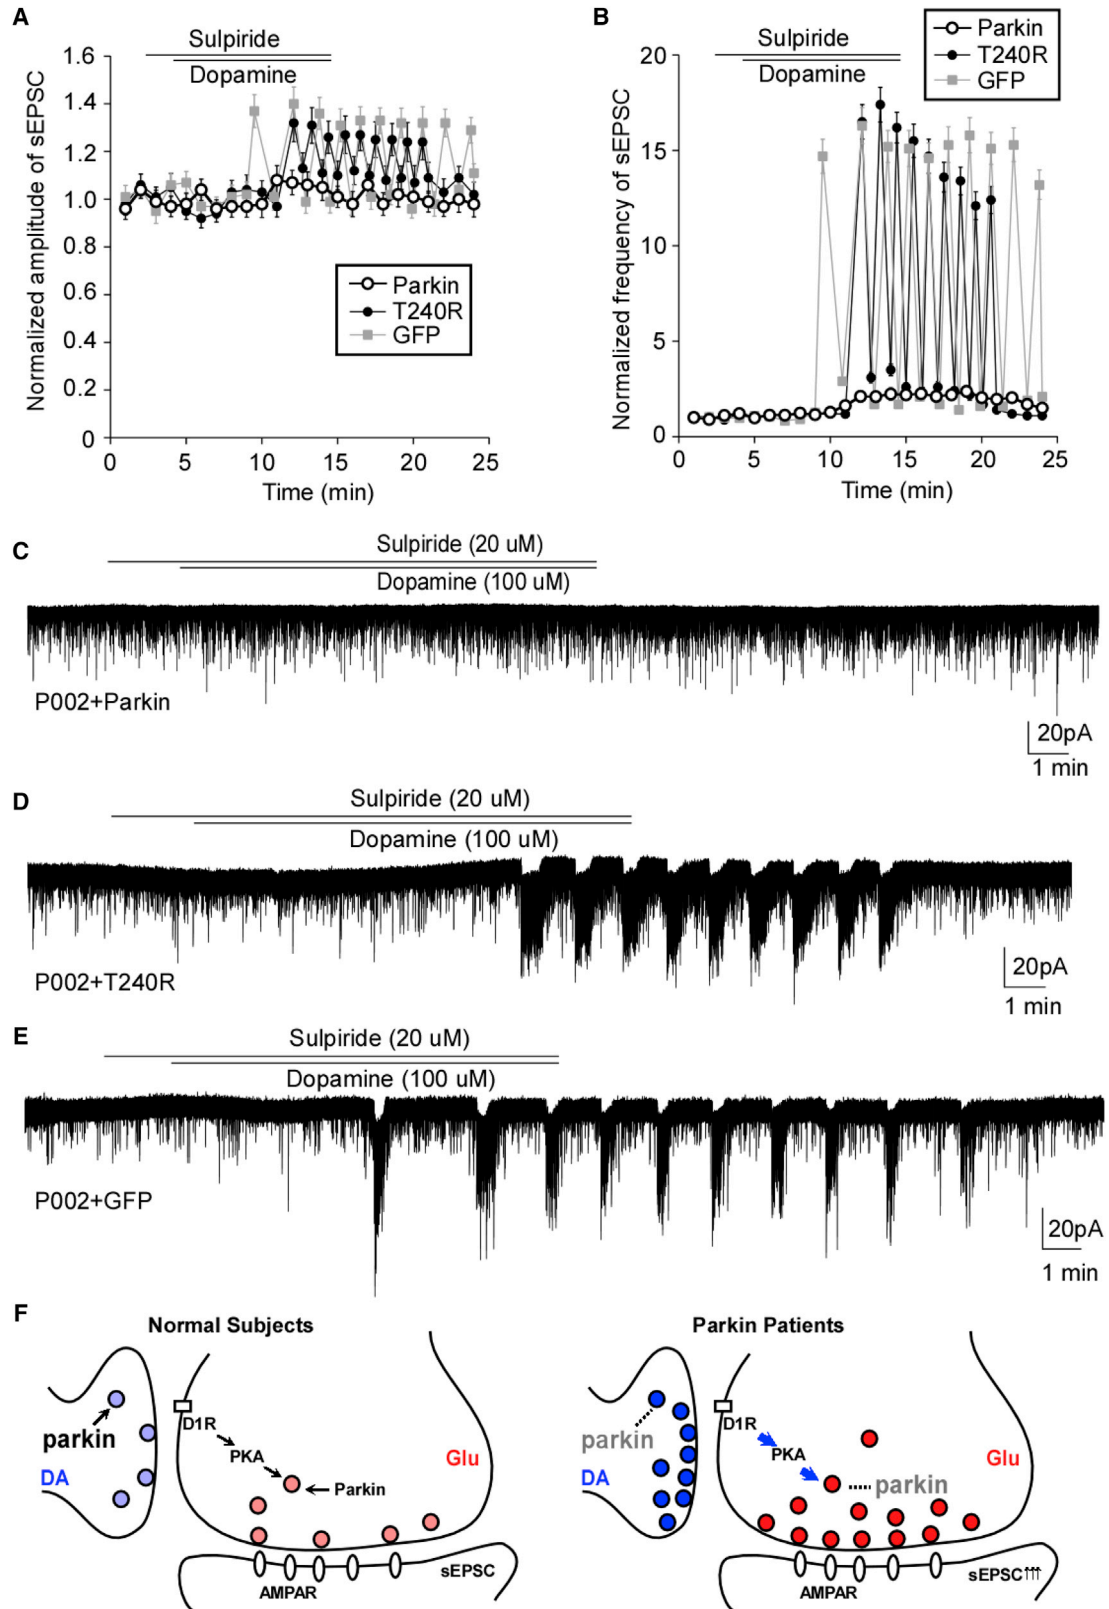 A
Sulpiride
Dopamine
Normalized amplitude of sEPSC
1.6
1.4
1.2
1.0
0.8
0.6
0.4
0.2
0
Parkin
T240R
GFP
0 5 10 15 20 25
Time (min)
B
Parkin
T240R
GFP
Sulpiride
Dopamine
Normalized frequency of sEPSC
20
15
10
5
0
0 5 10 15 20 25
Time (min)
C
Sulpiride (20 uM)
Dopamine (100 uM)
P002+Parkin
20pA
1 min
D
Sulpiride (20 uM)
Dopamine (100 uM)
P002+T240R
20pA
1 min
E
Sulpiride (20 uM)
Dopamine (100 uM)
P002+GFP
20pA
1 min
F
Normal Subjects
parkin
DA
D1R
PKA
Parkin
Glu
AMPAR
sEPSC
Parkin Patients
parkin
DA
D1R
PKA
parkin
Glu
AMPAR
sEPSC↑↑↑